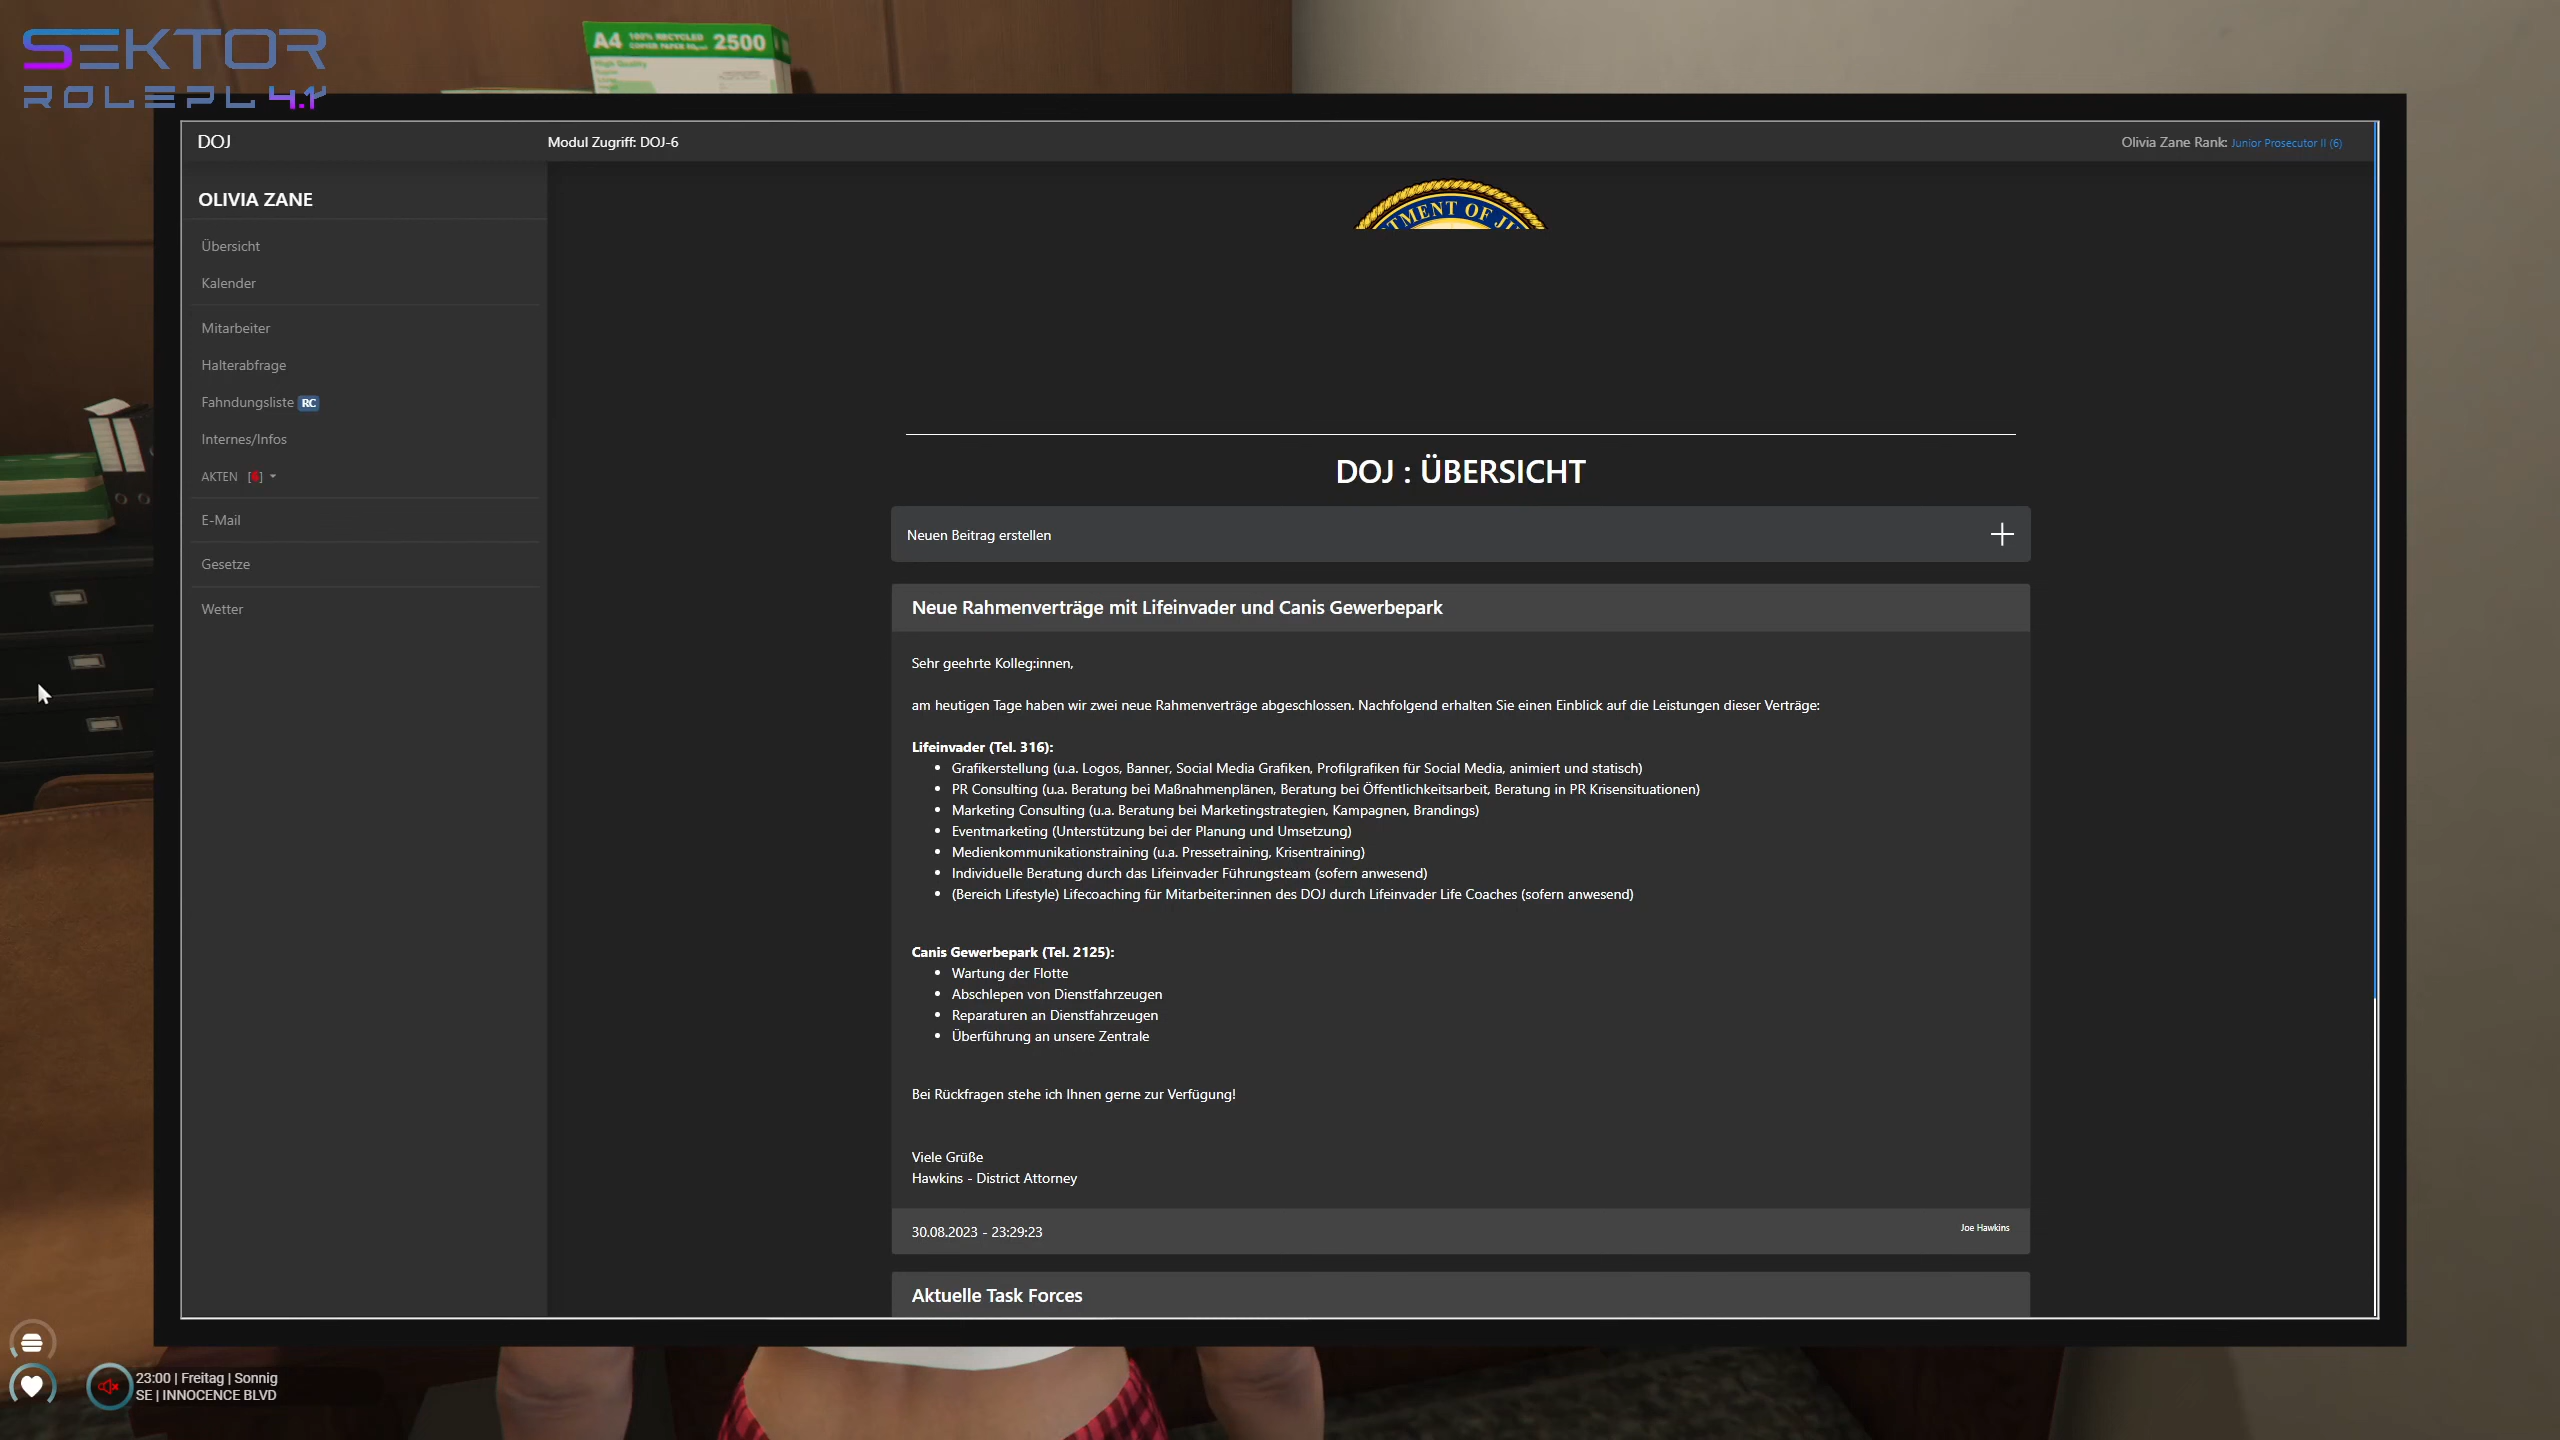 SEKTOR
ROLEPL4.Y
A4 100% RECYCLED 2500
High Quality
DOJ
Modul Zugriff: DOJ-6
Olivia Zane Rank: Junior Prosecutor II (6)
OLIVIA ZANE
Übersicht
Kalender
Mitarbeiter
Halterabfrage
Fahndungsliste RC
Internes/Infos
AKTEN [6]
E-Mail
Gesetze
Wetter
TMENT OF JU
DOJ : ÜBERSICHT
Neuen Beitrag erstellen
Neue Rahmenverträge mit Lifeinvader und Canis Gewerbepark
Sehr geehrte Kolleg:innen,
am heutigen Tage haben wir zwei neue Rahmenverträge abgeschlossen. Nachfolgend erhalten Sie einen Einblick auf die Leistungen dieser Verträge:
Lifeinvader (Tel. 316):
Grafikerstellung (u.a. Logos, Banner, Social Media Grafiken, Profilgrafiken für Social Media, animiert und statisch)
PR Consulting (u.a. Beratung bei Maßnahmenplänen, Beratung bei Öffentlichkeitsarbeit, Beratung in PR Krisensituationen)
Marketing Consulting (u.a. Beratung bei Marketingstrategien, Kampagnen, Brandings)
Eventmarketing (Unterstützung bei der Planung und Umsetzung)
Medienkommunikationstraining (u.a. Pressetraining, Krisentraining)
Individuelle Beratung durch das Lifeinvader Führungsteam (sofern anwesend)
(Bereich Lifestyle) Lifecoaching für Mitarbeiter:innen des DOJ durch Lifeinvader Life Coaches (sofern anwesend)
Canis Gewerbepark (Tel. 2125):
Wartung der Flotte
Abschlepen von Dienstfahrzeugen
Reparaturen an Dienstfahrzeugen
Überführung an unsere Zentrale
Bei Rückfragen stehe ich Ihnen gerne zur Verfügung!
Viele Grüße
Hawkins - District Attorney
30.08.2023 - 23:29:23
Joe Hawkins
Aktuelle Task Forces
23:00 | Freitag | Sonnig
SE | INNOCENCE BLVD